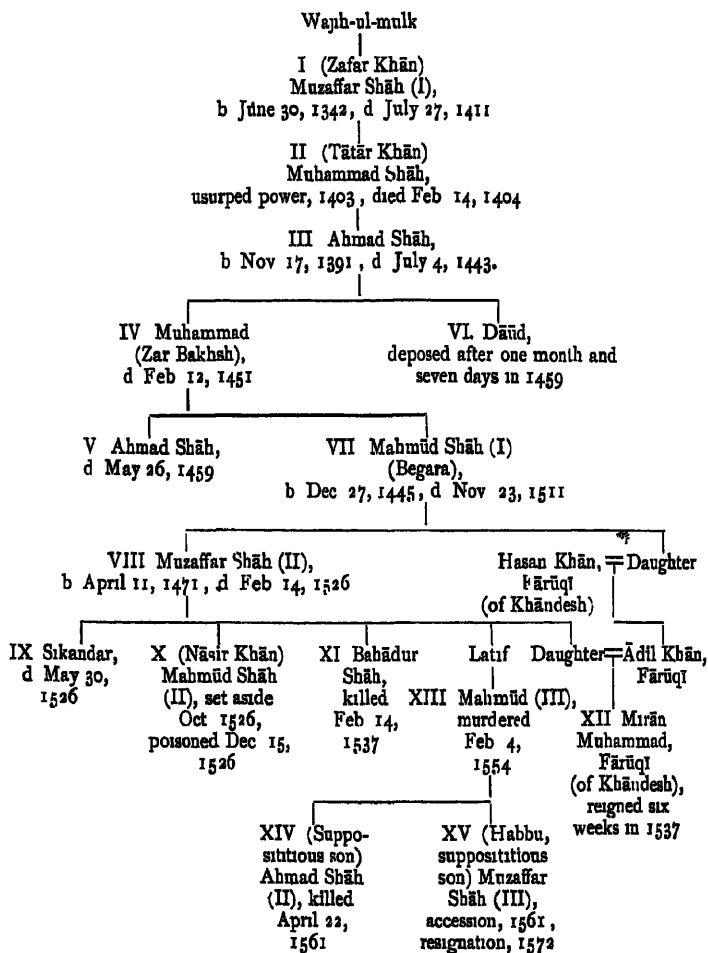 Wajih-ul-mulk
I (Zafar Khān)
Muzaffar Shāh (I),
b June 30, 1342, d July 27, 1411
II (Tātār Khān)
Muhammad Shāh,
usurped power, 1403, died Feb 14, 1404
III Ahmad Shāh,
b Nov 17, 1391, d July 4, 1443.
IV Muhammad
(Zar Bakhsh),
d Feb 12, 1451
VI. Dāūd,
deposed after one month and
seven days in 1459
V Ahmad Shāh,
d May 26, 1459
VII Mahmūd Shāh (I)
(Begara),
b Dec 27, 1445, d Nov 23, 1511
VIII Muzaffar Shāh (II),
b April 11, 1471, d Feb 14, 1526
Hasan Khān,
Fārūqī
(of Khāndesh)
Daughter
IX Sikandar,
d May 30,
1526
X (Nāsir Khān)
Mahmūd Shāh
(II), set aside
Oct 1526,
poisoned Dec 15,
1526
XI Bahādur
Shāh,
killed
Feb 14,
1537
Latīf
XIII Mahmūd (III),
murdered
Feb 4,
1554
Daughter
Ādil Khān,
Fārūqī
XII Mīrān
Muhammad,
Fārūqī
(of Khāndesh),
reigned six
weeks in 1537
XIV (Suppo-
sititious son)
Ahmad Shāh
(II), killed
April 22,
1561
XV (Habbu,
supposititious
son) Muzaffar
Shāh (III),
accession, 1561,
resignation, 1572